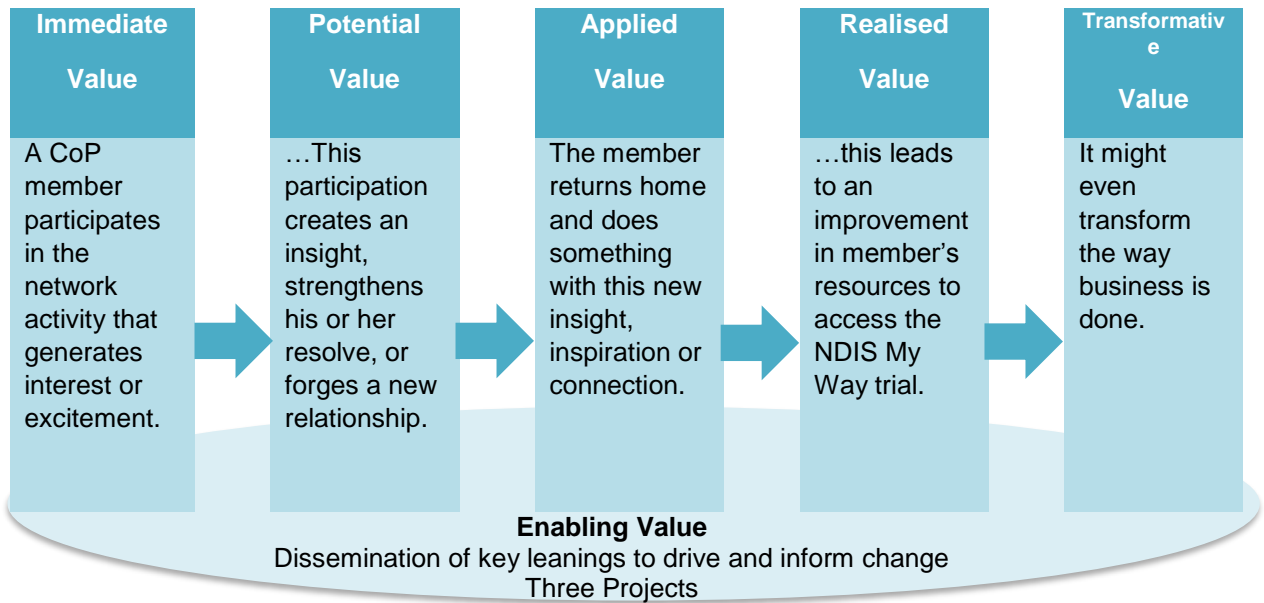 Immediate
Value
A CoP
member
participates
in the
network
activity that
generates
interest or
excitement.
Potential
Value
…This
participation
creates an
insight,
strengthens
his or her
resolve, or
forges a new
relationship.
Applied
Value
The member
returns home
and does
something
with this new
insight,
inspiration or
connection.
Realised
Value
…this leads
to an
improvement
in member’s
resources to
access the
NDIS My
Way trial.
Transformativ
e
Value
It might
even
transform
the way
business is
done.
Enabling Value
Dissemination of key leanings to drive and inform change
Three Projects